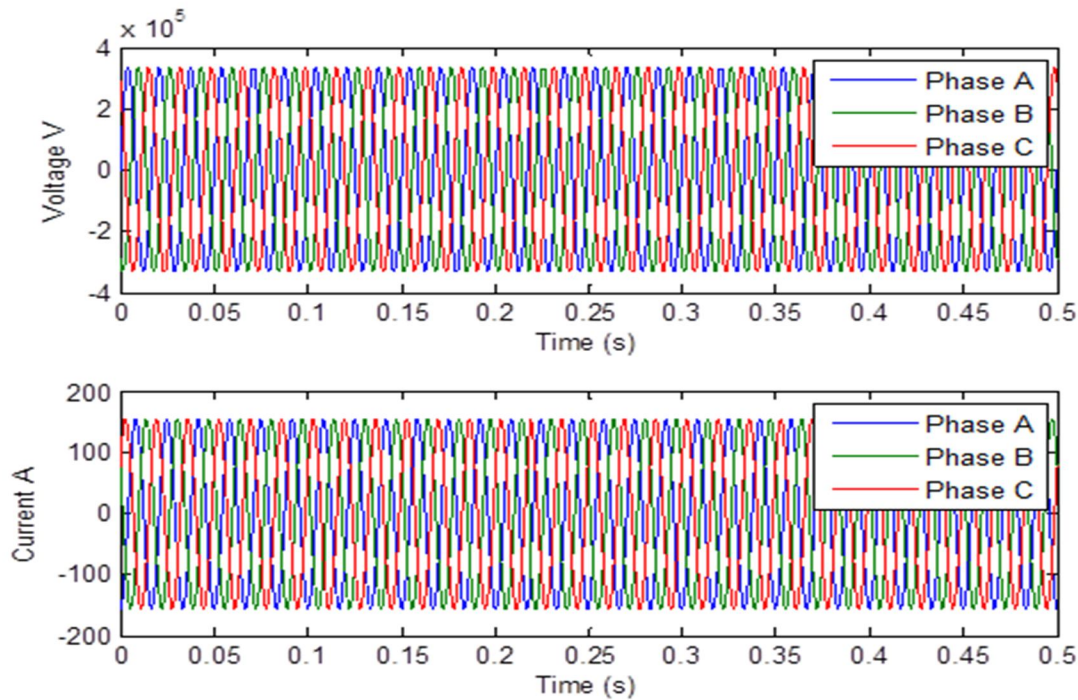 × 10⁵
4
2
0
-2
-4
Voltage V
Phase A
Phase B
Phase C
0 0.05 0.1 0.15 0.2 0.25 0.3 0.35 0.4 0.45 0.5
Time (s)
200
100
0
-100
-200
Current A
Phase A
Phase B
Phase C
0 0.05 0.1 0.15 0.2 0.25 0.3 0.35 0.4 0.45 0.5
Time (s)